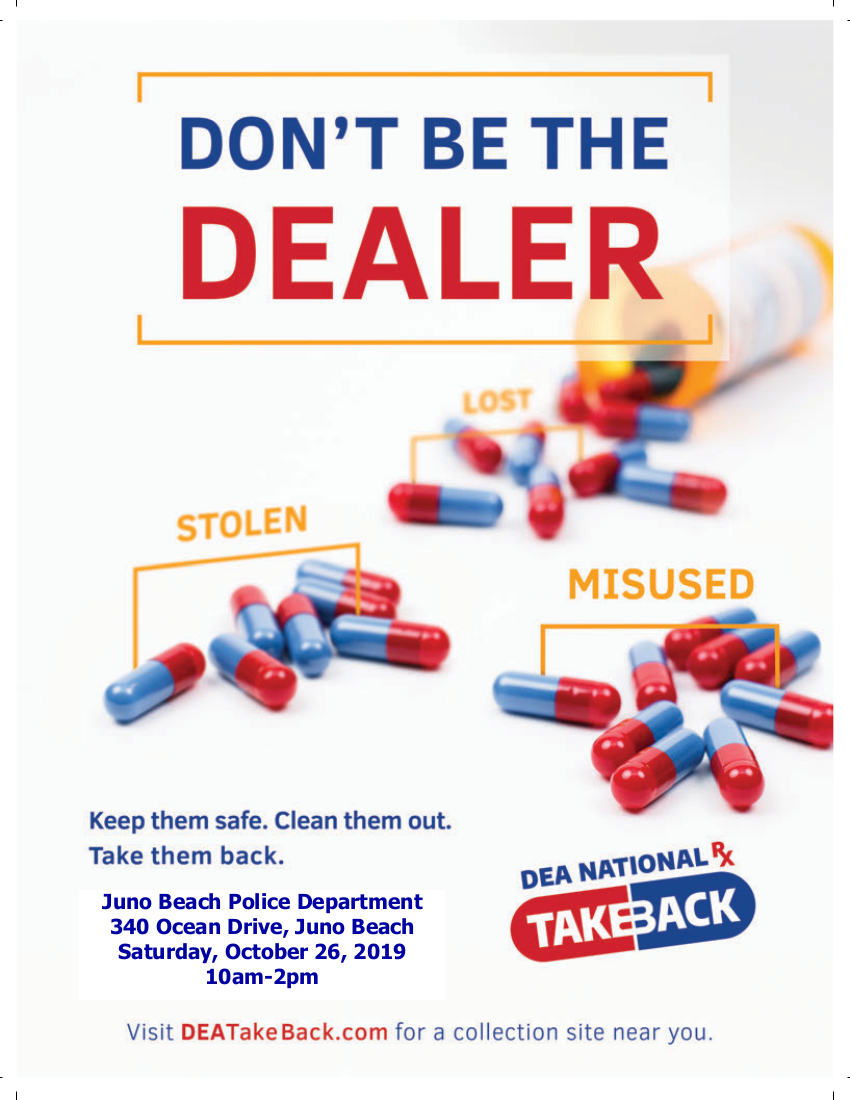 DON'T BE THE
DEALER
LOST
STOLEN
MISUSED
Keep them safe. Clean them out.
Take them back.
Juno Beach Police Department
340 Ocean Drive, Juno Beach
Saturday, October 26, 2019
10am-2pm
DEA NATIONAL Rx
TAKEBACK
Visit DEATakeBack.com for a collection site near you.